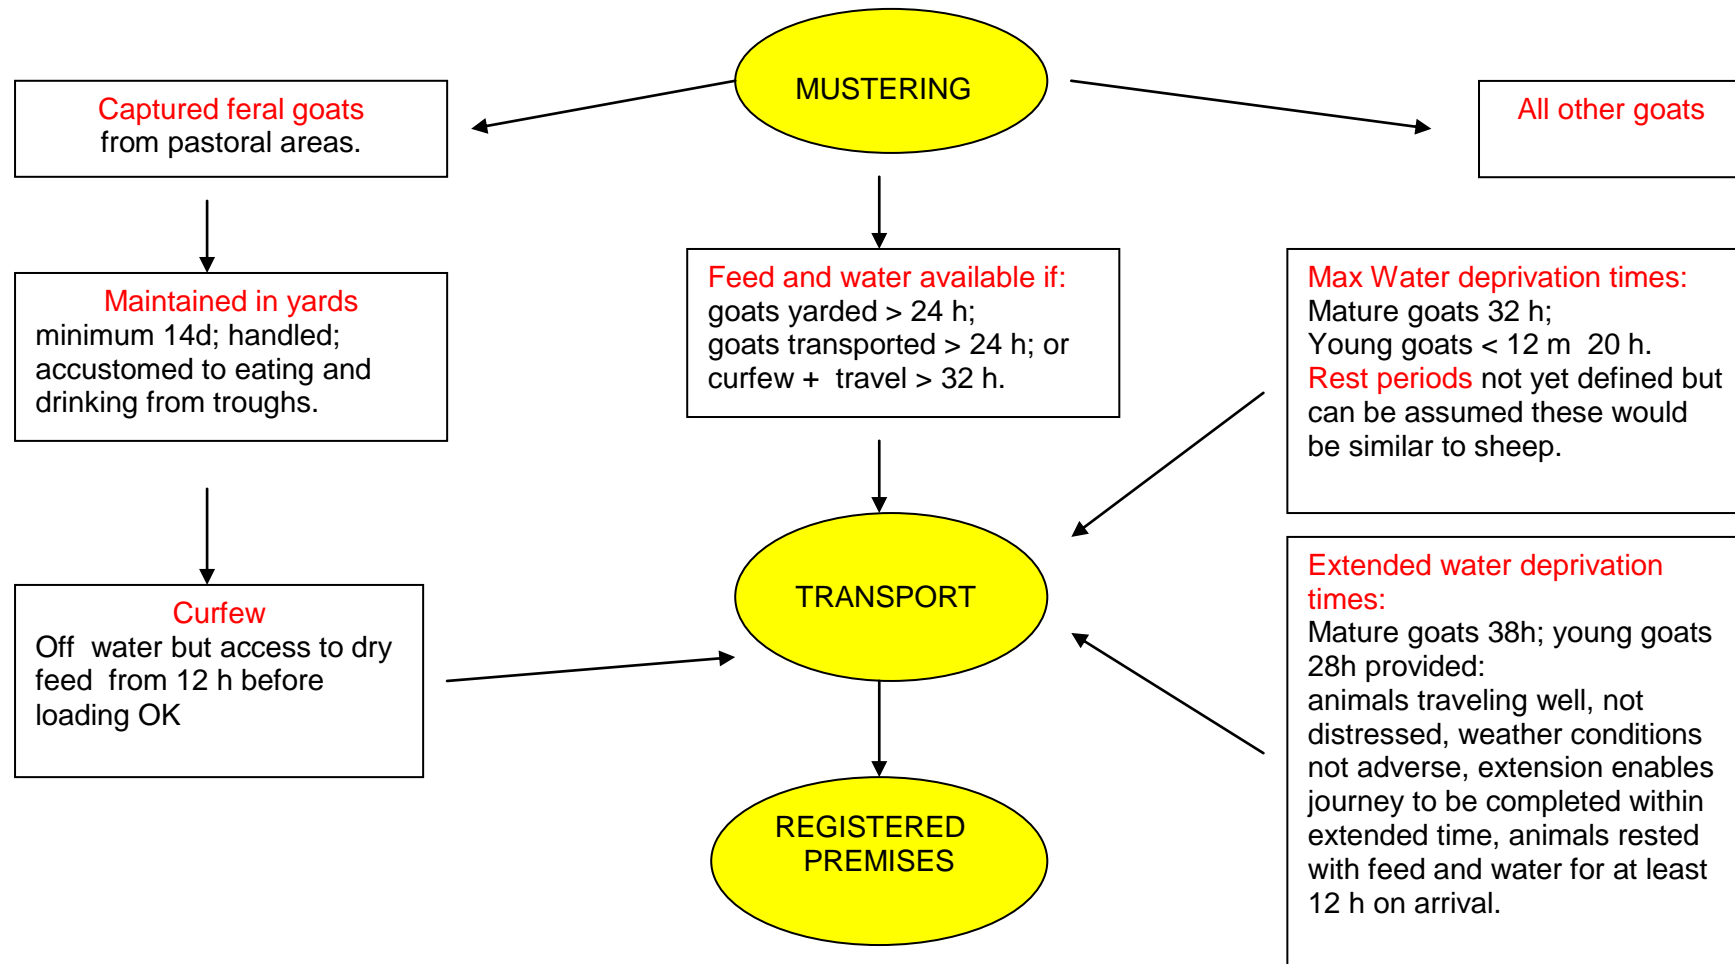 MUSTERING
Captured feral goats
from pastoral areas.
All other goats
Maintained in yards
minimum 14d; handled;
accustomed to eating and
drinking from troughs.
Feed and water available if:
goats yarded > 24 h;
goats transported > 24 h; or
curfew + travel > 32 h.
Max Water deprivation times:
Mature goats 32 h;
Young goats < 12 m 20 h.
Rest periods not yet defined but
can be assumed these would
be similar to sheep.
Curfew
Off water but access to dry
feed from 12 h before
loading OK
TRANSPORT
Extended water deprivation
times:
Mature goats 38h; young goats
28h provided:
animals traveling well, not
distressed, weather conditions
not adverse, extension enables
journey to be completed within
extended time, animals rested
with feed and water for at least
12 h on arrival.
REGISTERED
PREMISES